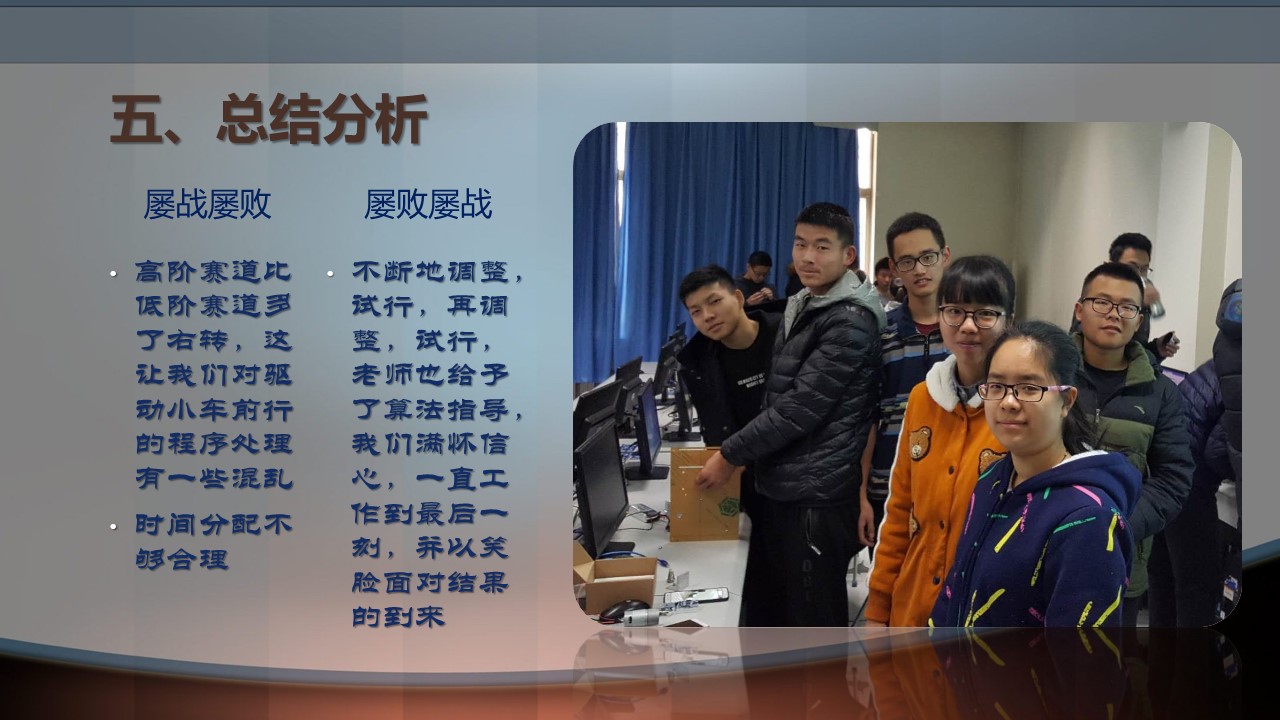 五、总结分析
屡战屡败
高阶赛道比
低阶赛道多
了右转，这
让我们对驱
动小车前行
的程序处理
有一些混乱
时间分配不
够合理
屡败屡战
不断地调整，
试行，再调
整，试行，
老师也给予
了算法指导，
我们满怀信
心，一直工
作到最后一
刻，并以笑
脸面对结果
的到来